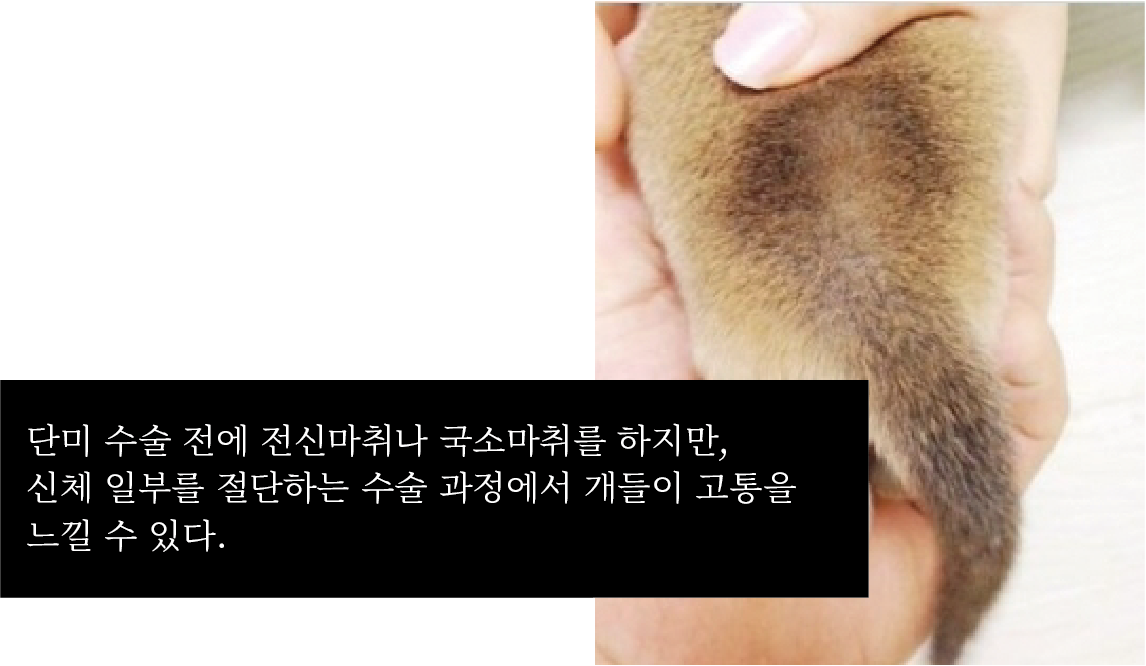 단미 수술 전에 전신마취나 국소마취를 하지만,
신체 일부를 절단하는 수술 과정에서 개들이 고통을
느낄 수 있다.